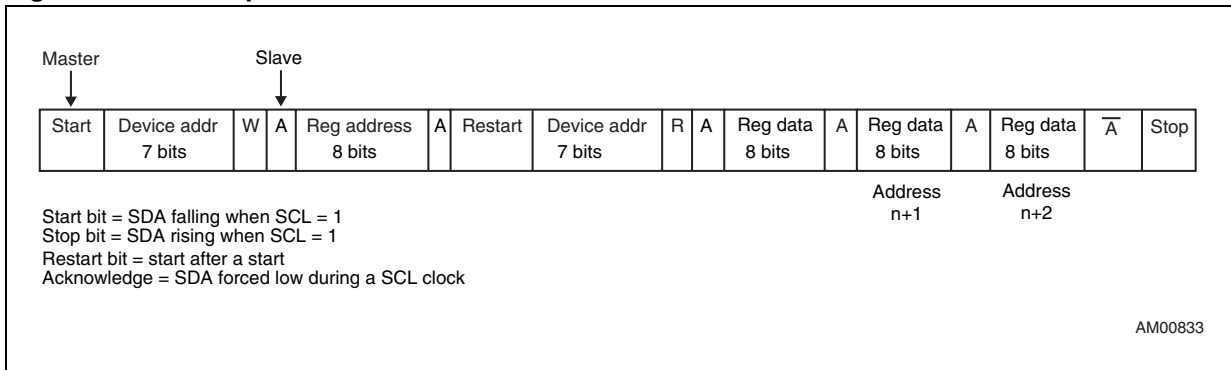 Master Slave
Start Device addr W A Reg address A Restart Device addr R A Reg data A Reg data A Reg data A Stop
7 bits 8 bits 7 bits 8 bits 8 bits 8 bits
Address Address
n+1 n+2
Start bit = SDA falling when SCL = 1
Stop bit = SDA rising when SCL = 1
Restart bit = start after a start
Acknowledge = SDA forced low during a SCL clock
AM00833